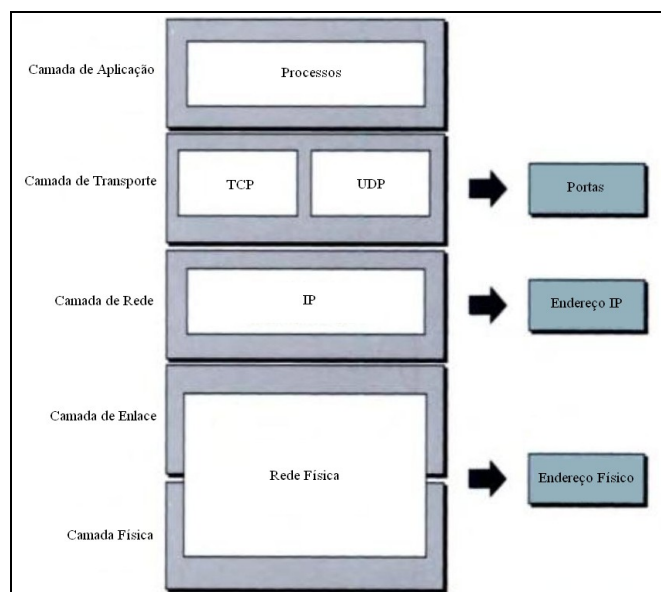 Camada de Aplicação
Processos
Camada de Transporte
TCP
UDP
Portas
Camada de Rede
IP
Endereço IP
Camada de Enlace
Rede Física
Endereço Físico
Camada Física